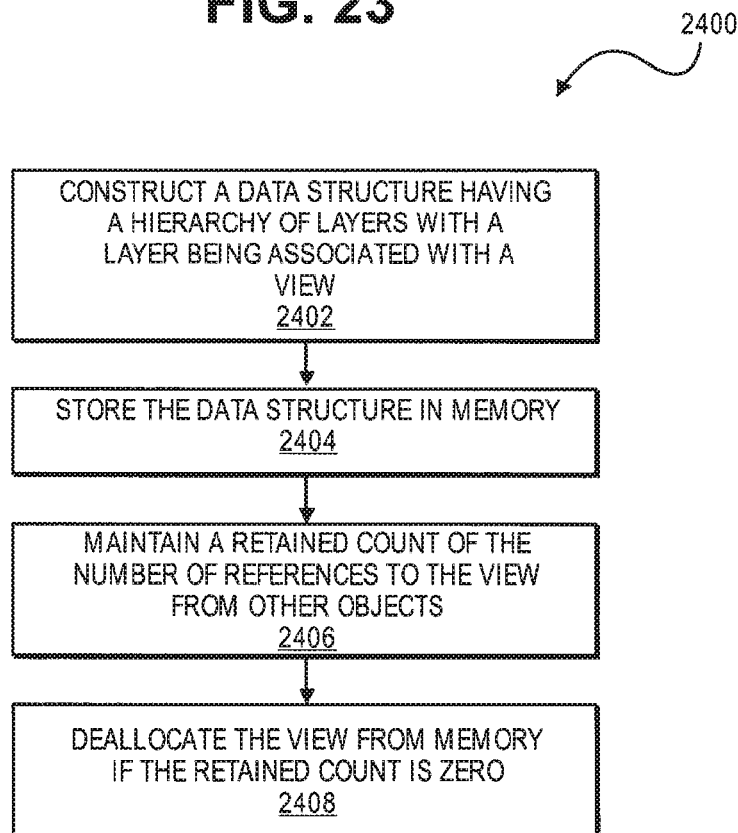 FIG. 23
2400
CONSTRUCT A DATA STRUCTURE HAVING
A HIERARCHY OF LAYERS WITH A
LAYER BEING ASSOCIATED WITH A
VIEW
2402
STORE THE DATA STRUCTURE IN MEMORY
2404
MAINTAIN A RETAINED COUNT OF THE
NUMBER OF REFERENCES TO THE VIEW
FROM OTHER OBJECTS
2406
DEALLOCATE THE VIEW FROM MEMORY
IF THE RETAINED COUNT IS ZERO
2408